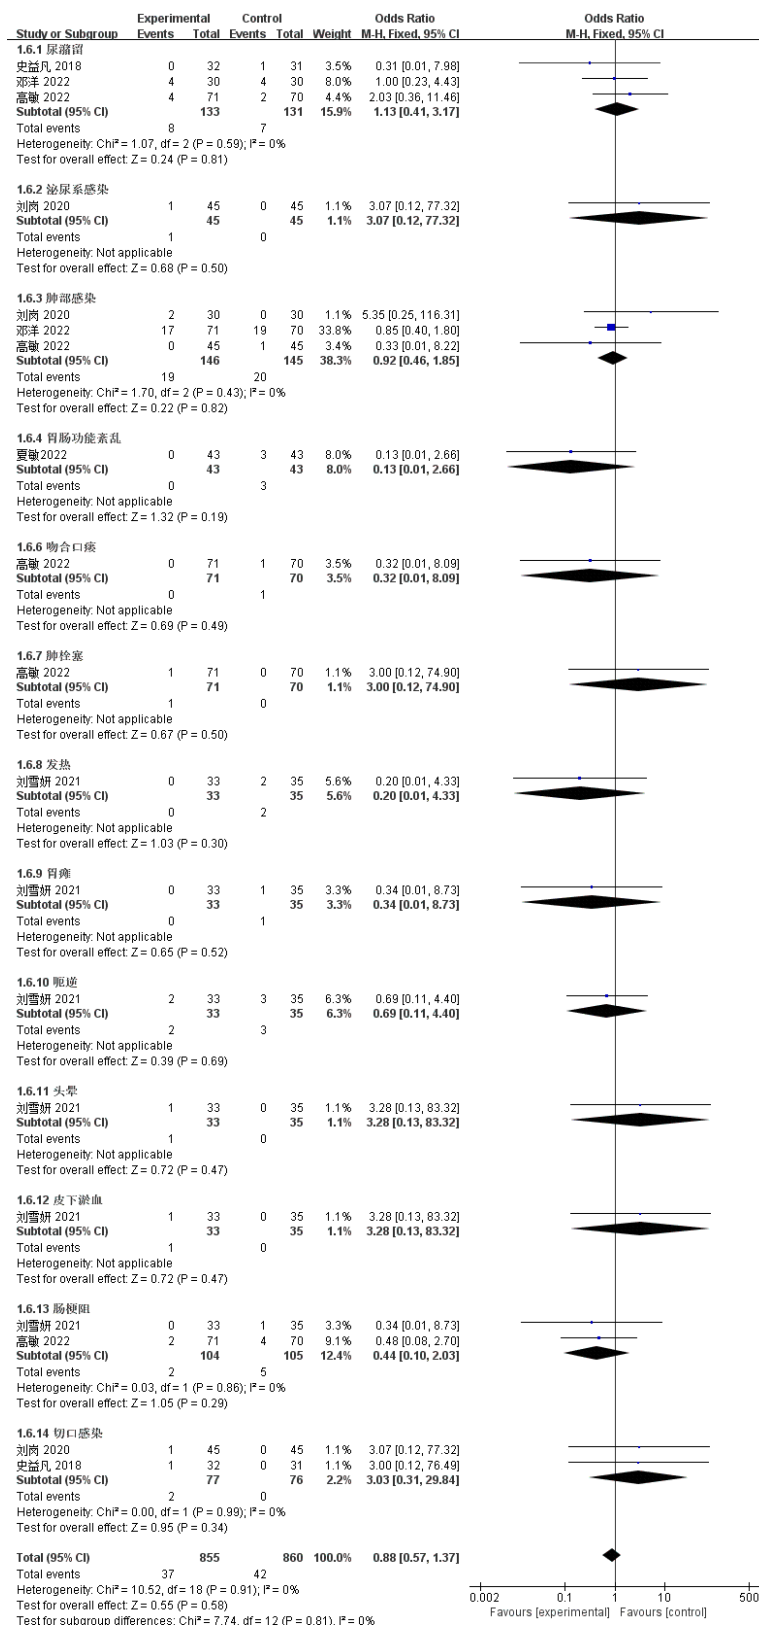 Experimental Control Odds Ratio Odds Ratio
Study or Subgroup Events Total Events Total Weight M-H, Fixed, 95% CI M-H, Fixed, 95% CI
1.6.1 尿潴留
史益凡 2018 0 32 1 31 3.5% 0.31 [0.01, 7.98]
邓洋 2022 4 30 4 30 8.0% 1.00 [0.23, 4.43]
高敏 2022 4 71 2 70 4.4% 2.03 [0.36, 11.46]
Subtotal (95% CI) 133 131 15.9% 1.13 [0.41, 3.17]
Total events 8 7
Heterogeneity: Chi² = 1.07, df = 2 (P = 0.59); I² = 0%
Test for overall effect: Z = 0.24 (P = 0.81)
1.6.2 泌尿系感染
刘岗 2020 1 45 0 45 1.1% 3.07 [0.12, 77.32]
Subtotal (95% CI) 45 45 1.1% 3.07 [0.12, 77.32]
Total events 1 0
Heterogeneity: Not applicable
Test for overall effect: Z = 0.68 (P = 0.50)
1.6.3 肺部感染
刘岗 2020 2 30 0 30 1.1% 5.35 [0.25, 116.31]
邓洋 2022 17 71 19 70 33.8% 0.85 [0.40, 1.80]
高敏 2022 0 45 1 45 3.4% 0.33 [0.01, 8.22]
Subtotal (95% CI) 146 145 38.3% 0.92 [0.46, 1.85]
Total events 19 20
Heterogeneity: Chi² = 1.70, df = 2 (P = 0.43); I² = 0%
Test for overall effect: Z = 0.22 (P = 0.82)
1.6.4 胃肠功能紊乱
夏敏2022 0 43 3 43 8.0% 0.13 [0.01, 2.66]
Subtotal (95% CI) 43 43 8.0% 0.13 [0.01, 2.66]
Total events 0 3
Heterogeneity: Not applicable
Test for overall effect: Z = 1.32 (P = 0.19)
1.6.6 吻合口瘘
高敏 2022 0 71 1 70 3.5% 0.32 [0.01, 8.09]
Subtotal (95% CI) 71 70 3.5% 0.32 [0.01, 8.09]
Total events 0 1
Heterogeneity: Not applicable
Test for overall effect: Z = 0.69 (P = 0.49)
1.6.7 肺栓塞
高敏 2022 1 71 0 70 1.1% 3.00 [0.12, 74.90]
Subtotal (95% CI) 71 70 1.1% 3.00 [0.12, 74.90]
Total events 1 0
Heterogeneity: Not applicable
Test for overall effect: Z = 0.67 (P = 0.50)
1.6.8 发热
刘雪妍 2021 0 33 2 35 5.6% 0.20 [0.01, 4.33]
Subtotal (95% CI) 33 35 5.6% 0.20 [0.01, 4.33]
Total events 0 2
Heterogeneity: Not applicable
Test for overall effect: Z = 1.03 (P = 0.30)
1.6.9 胃瘫
刘雪妍 2021 0 33 1 35 3.3% 0.34 [0.01, 8.73]
Subtotal (95% CI) 33 35 3.3% 0.34 [0.01, 8.73]
Total events 0 1
Heterogeneity: Not applicable
Test for overall effect: Z = 0.65 (P = 0.52)
1.6.10 呃逆
刘雪妍 2021 2 33 3 35 6.3% 0.69 [0.11, 4.40]
Subtotal (95% CI) 33 35 6.3% 0.69 [0.11, 4.40]
Total events 2 3
Heterogeneity: Not applicable
Test for overall effect: Z = 0.39 (P = 0.69)
1.6.11 头晕
刘雪妍 2021 1 33 0 35 1.1% 3.28 [0.13, 83.32]
Subtotal (95% CI) 33 35 1.1% 3.28 [0.13, 83.32]
Total events 1 0
Heterogeneity: Not applicable
Test for overall effect: Z = 0.72 (P = 0.47)
1.6.12 皮下淤血
刘雪妍 2021 1 33 0 35 1.1% 3.28 [0.13, 83.32]
Subtotal (95% CI) 33 35 1.1% 3.28 [0.13, 83.32]
Total events 1 0
Heterogeneity: Not applicable
Test for overall effect: Z = 0.72 (P = 0.47)
1.6.13 肠梗阻
刘雪妍 2021 0 33 1 35 3.3% 0.34 [0.01, 8.73]
高敏 2022 2 71 4 70 9.1% 0.48 [0.08, 2.70]
Subtotal (95% CI) 104 105 12.4% 0.44 [0.10, 2.03]
Total events 2 5
Heterogeneity: Chi² = 0.03, df = 1 (P = 0.86); I² = 0%
Test for overall effect: Z = 1.05 (P = 0.29)
1.6.14 切口感染
刘岗 2020 1 45 0 45 1.1% 3.07 [0.12, 77.32]
史益凡 2018 1 32 0 31 1.1% 3.00 [0.12, 76.49]
Subtotal (95% CI) 77 76 2.2% 3.03 [0.31, 29.84]
Total events 2 0
Heterogeneity: Chi² = 0.00, df = 1 (P = 0.99); I² = 0%
Test for overall effect: Z = 0.95 (P = 0.34)
Total (95% CI) 855 860 100.0% 0.88 [0.57, 1.37]
Total events 37 42
Heterogeneity: Chi² = 10.52, df = 18 (P = 0.91); I² = 0%
Test for overall effect: Z = 0.55 (P = 0.58)
Test for subgroup differences: Chi² = 7.74, df = 12 (P = 0.81), I² = 0%
0.002 0.1 1 10 500
Favours [experimental] Favours [control]